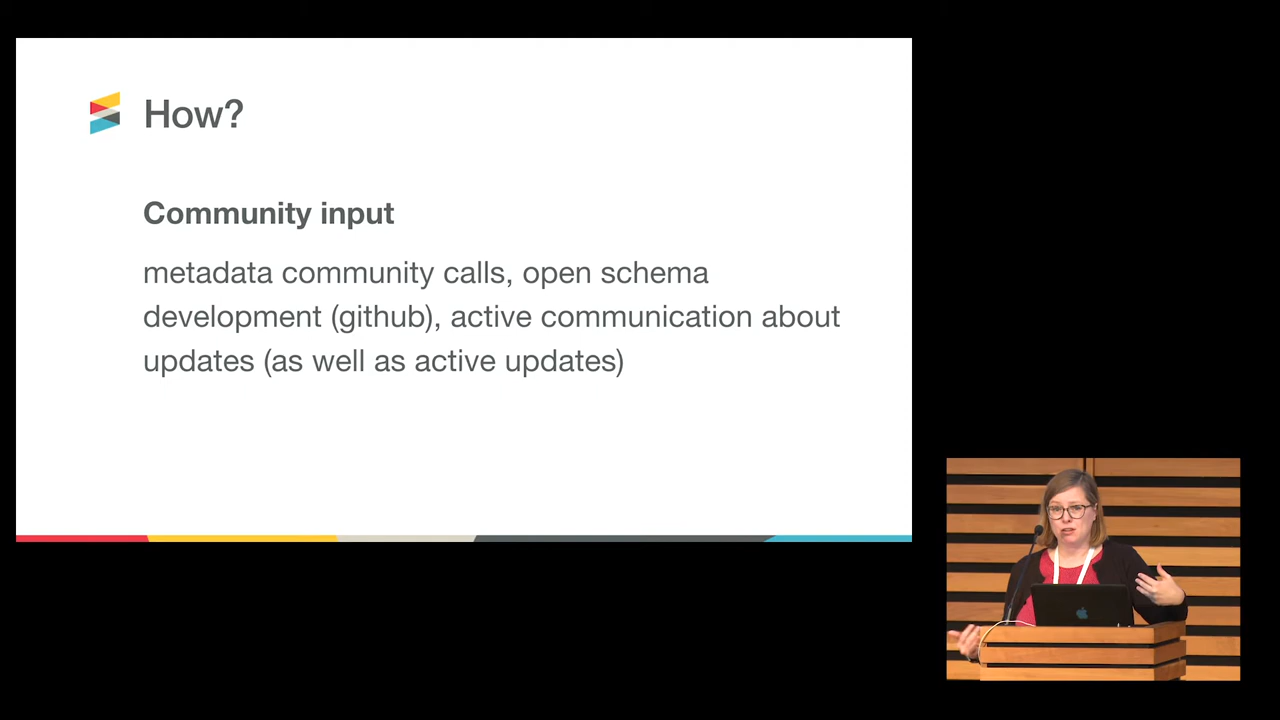 How?
Community input
metadata community calls, open schema
development (github), active communication about
updates (as well as active updates)